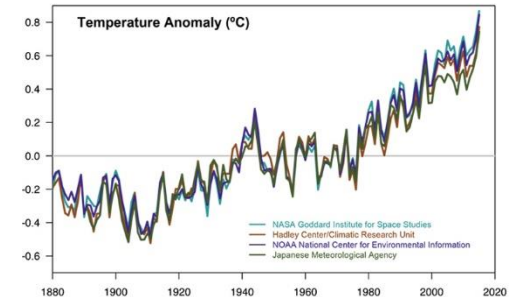 Temperature Anomaly (ºC)
0.8
0.6
0.4
0.2
0.0
-0.2
-0.4
-0.6
NASA Goddard Institute for Space Studies
Hadley Center/Climatic Research Unit
NOAA National Center for Environmental Information
Japanese Meteorological Agency
1880 1900 1920 1940 1960 1980 2000 2020